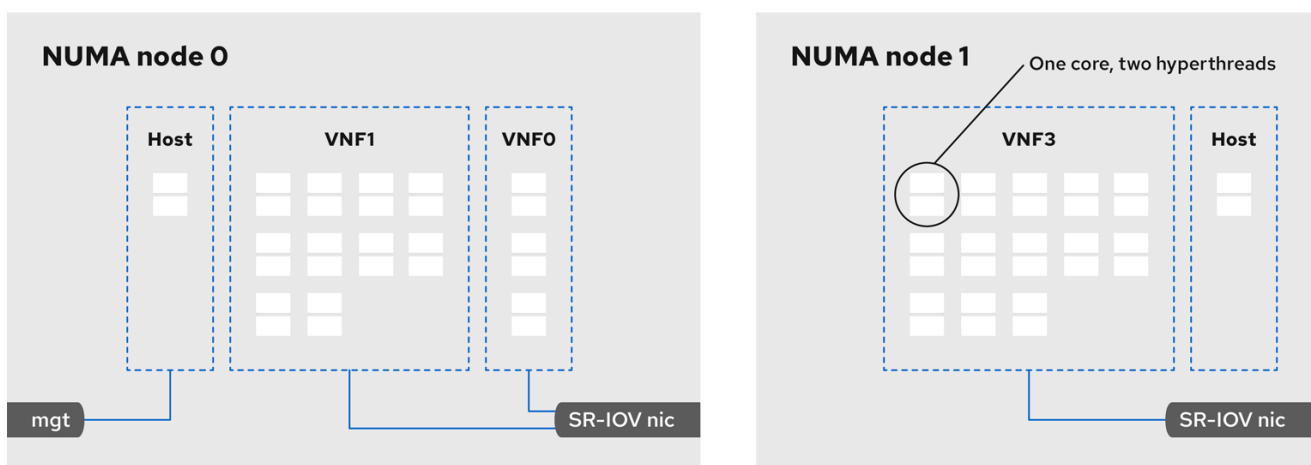 NUMA node 0
Host
VNF1
VNF0
mgt
SR-IOV nic
NUMA node 1
One core, two hyperthreads
VNF3
Host
SR-IOV nic